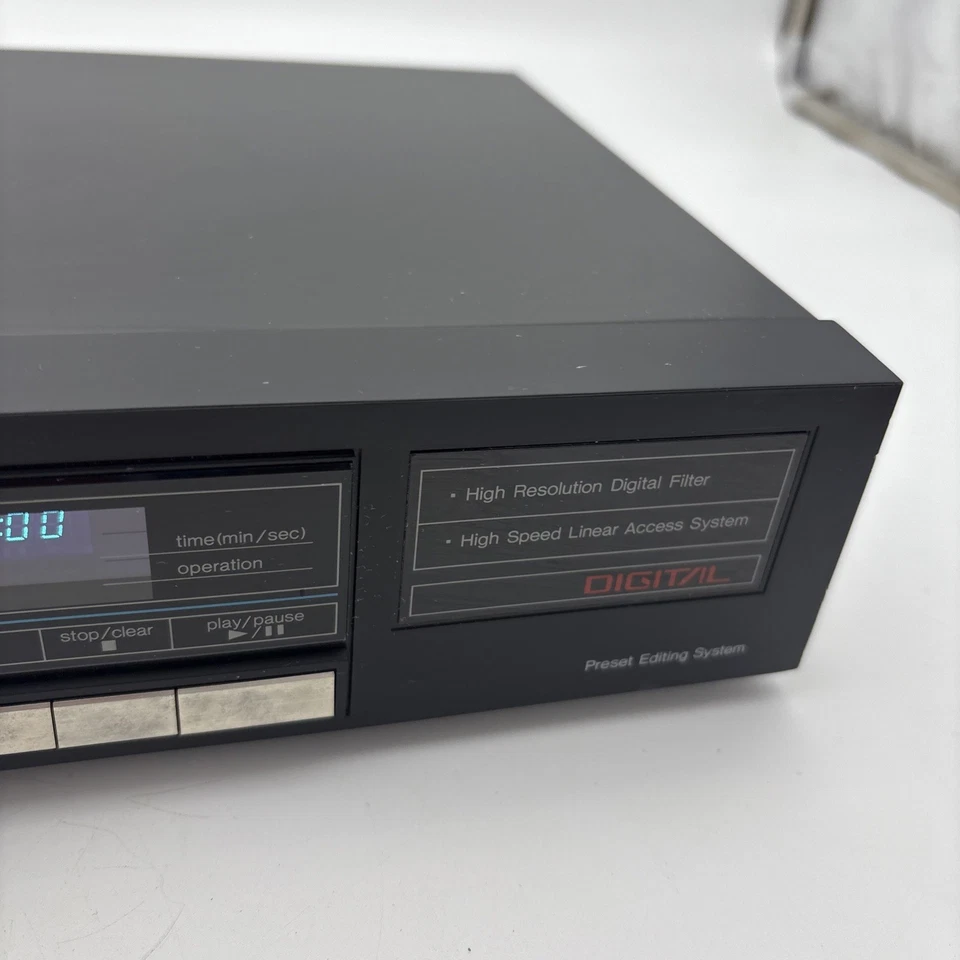 :00
time(min/sec)
operation
stop/clear
■
play/pause
▶/❚❚
• High Resolution Digital Filter
• High Speed Linear Access System
DIGITAL
Preset Editing System